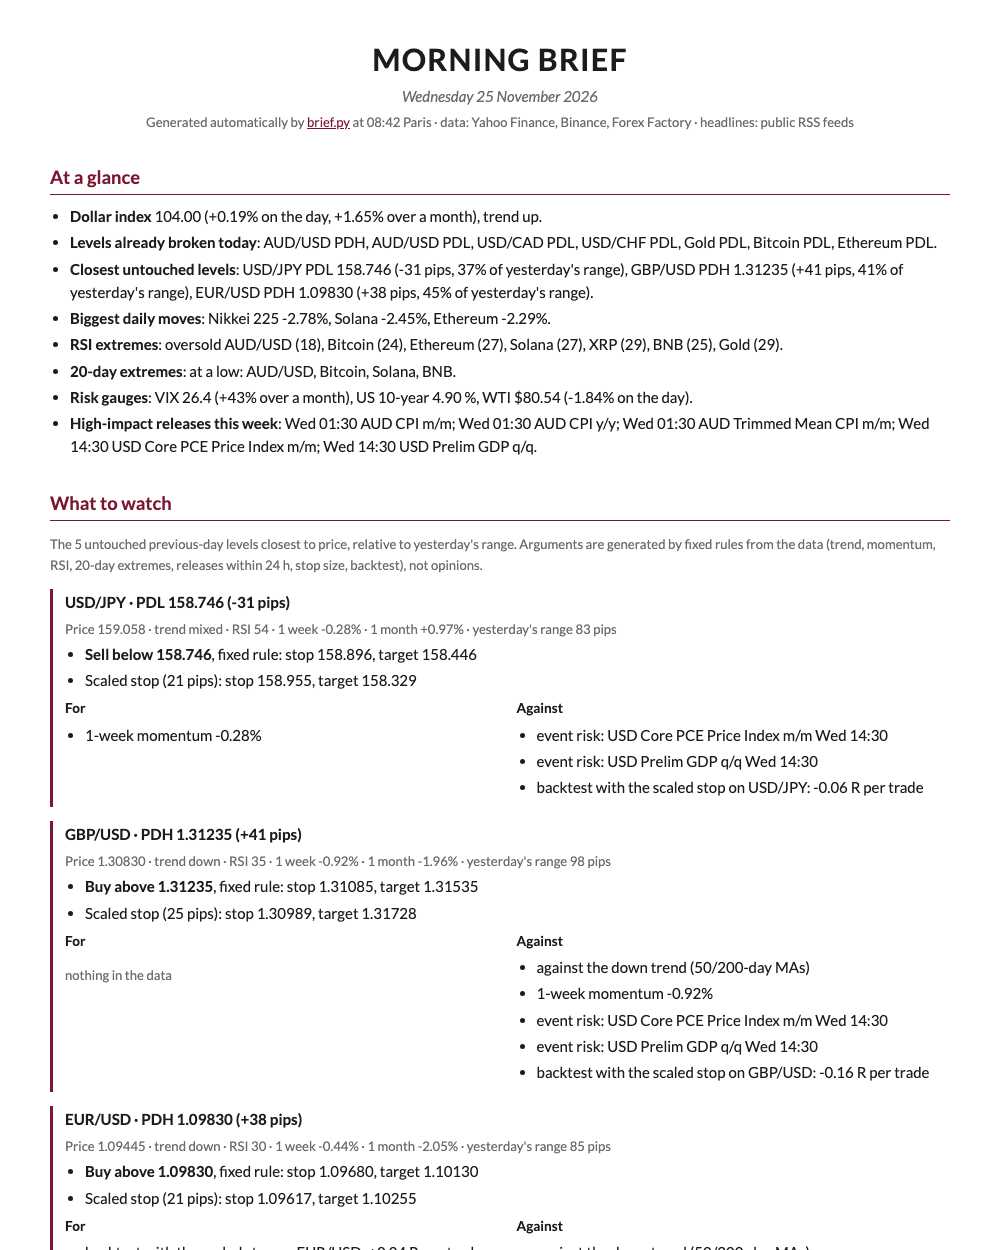 MORNING BRIEF
Wednesday 25 November 2026
Generated automatically by brief.py at 08:42 Paris · data: Yahoo Finance, Binance, Forex Factory · headlines: public RSS feeds
At a glance
• Dollar index 104.00 (+0.19% on the day, +1.65% over a month), trend up.
• Levels already broken today: AUD/USD PDH, AUD/USD PDL, USD/CAD PDL, USD/CHF PDL, Gold PDL, Bitcoin PDL, Ethereum PDL.
• Closest untouched levels: USD/JPY PDL 158.746 (-31 pips, 37% of yesterday's range), GBP/USD PDH 1.31235 (+41 pips, 41% of
yesterday's range), EUR/USD PDH 1.09830 (+38 pips, 45% of yesterday's range).
• Biggest daily moves: Nikkei 225 -2.78%, Solana -2.45%, Ethereum -2.29%.
• RSI extremes: oversold AUD/USD (18), Bitcoin (24), Ethereum (27), Solana (27), XRP (29), BNB (25), Gold (29).
• 20-day extremes: at a low: AUD/USD, Bitcoin, Solana, BNB.
• Risk gauges: VIX 26.4 (+43% over a month), US 10-year 4.90 %, WTI $80.54 (-1.84% on the day).
• High-impact releases this week: Wed 01:30 AUD CPI m/m; Wed 01:30 AUD CPI y/y; Wed 01:30 AUD Trimmed Mean CPI m/m; Wed
14:30 USD Core PCE Price Index m/m; Wed 14:30 USD Prelim GDP q/q.
What to watch
The 5 untouched previous-day levels closest to price, relative to yesterday's range. Arguments are generated by fixed rules from the data (trend, momentum,
RSI, 20-day extremes, releases within 24 h, stop size, backtest), not opinions.
USD/JPY · PDL 158.746 (-31 pips)
Price 159.058 · trend mixed · RSI 54 · 1 week -0.28% · 1 month +0.97% · yesterday's range 83 pips
• Sell below 158.746, fixed rule: stop 158.896, target 158.446
• Scaled stop (21 pips): stop 158.955, target 158.329
For
• 1-week momentum -0.28%
Against
• event risk: USD Core PCE Price Index m/m Wed 14:30
• event risk: USD Prelim GDP q/q Wed 14:30
• backtest with the scaled stop on USD/JPY: -0.06 R per trade
GBP/USD · PDH 1.31235 (+41 pips)
Price 1.30830 · trend down · RSI 35 · 1 week -0.92% · 1 month -1.96% · yesterday's range 98 pips
• Buy above 1.31235, fixed rule: stop 1.31085, target 1.31535
• Scaled stop (25 pips): stop 1.30989, target 1.31728
For
nothing in the data
Against
• against the down trend (50/200-day MAs)
• 1-week momentum -0.92%
• event risk: USD Core PCE Price Index m/m Wed 14:30
• event risk: USD Prelim GDP q/q Wed 14:30
• backtest with the scaled stop on GBP/USD: -0.16 R per trade
EUR/USD · PDH 1.09830 (+38 pips)
Price 1.09445 · trend down · RSI 30 · 1 week -0.44% · 1 month -2.05% · yesterday's range 85 pips
• Buy above 1.09830, fixed rule: stop 1.09680, target 1.10130
• Scaled stop (21 pips): stop 1.09617, target 1.10255
For
Against